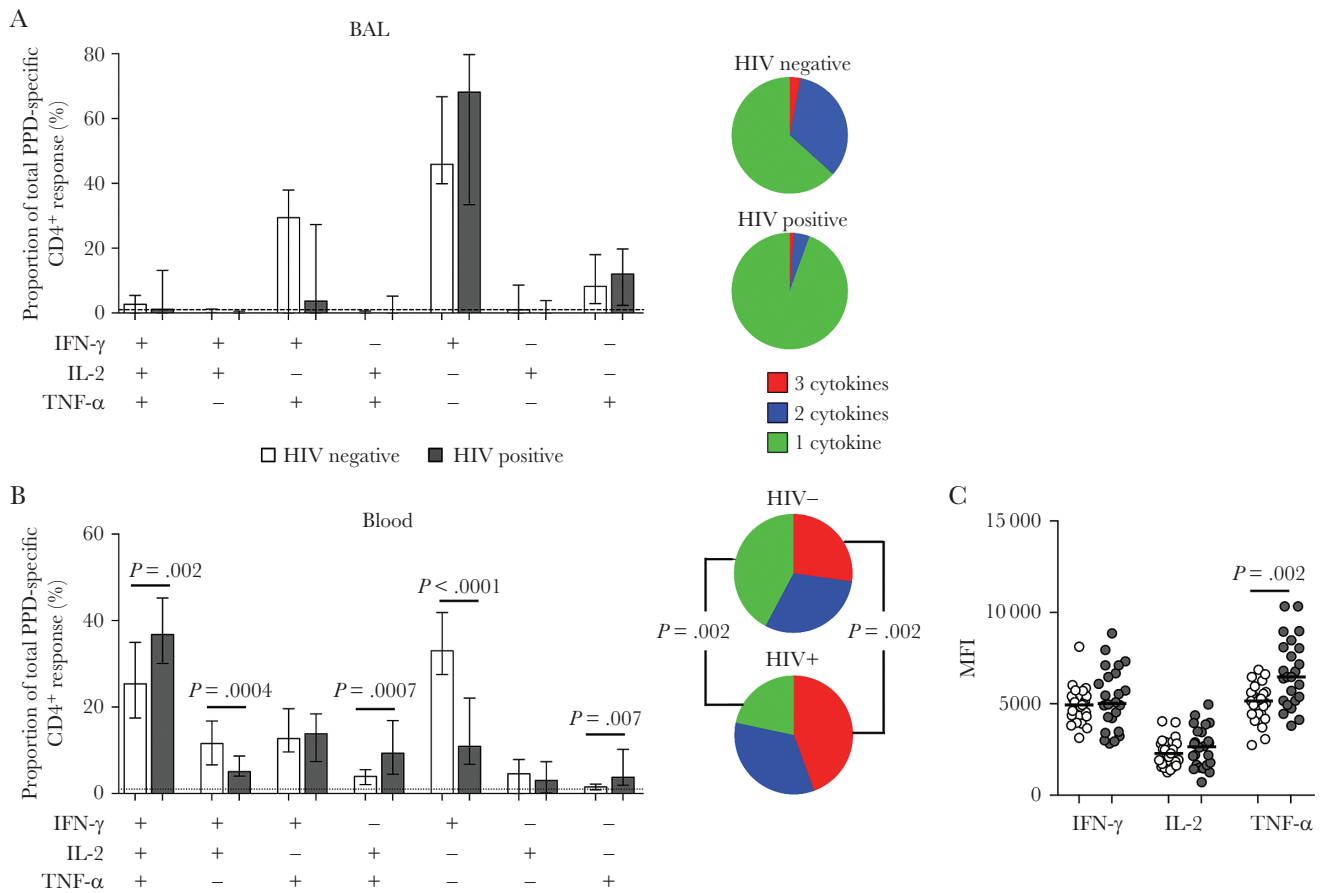 A
BAL
Proportion of total PPD-specific
CD4+ response (%)
80
60
40
20
0
IFN-γ + + + − + − −
IL-2 + + − + − + −
TNF-α + − + + − − +
HIV negative
HIV positive
3 cytokines
2 cytokines
1 cytokine
HIV negative HIV positive
B
Blood
Proportion of total PPD-specific
CD4+ response (%)
60
40
20
0
P = .002
P = .0004
P = .0007
P < .0001
P = .007
IFN-γ + + + − + − −
IL-2 + + − + − + −
TNF-α + − + + − − +
HIV−
P = .002 P = .002
HIV+
C
MFI
15 000
10 000
5000
0
P = .002
IFN-γ IL-2 TNF-α